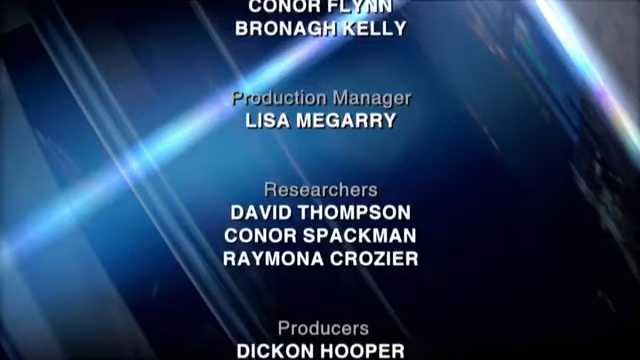 CONOR FLYNN
BRONAGH KELLY
Production Manager
LISA MEGARRY
Researchers
DAVID THOMPSON
CONOR SPACKMAN
RAYMONA CROZIER
Producers
DICKON HOOPER